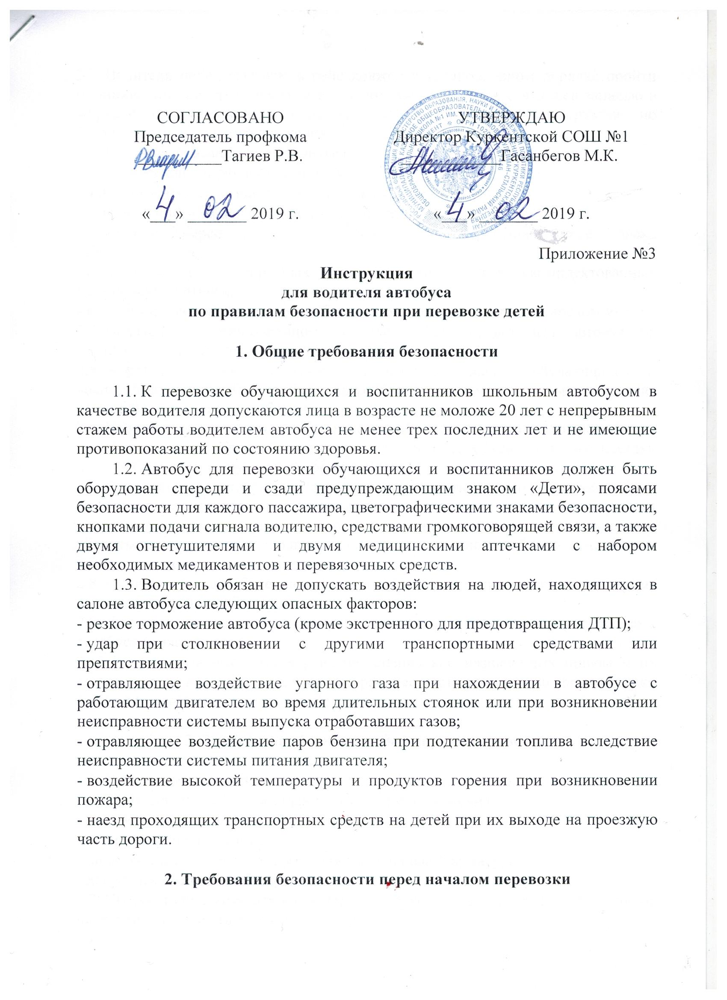 СОГЛАСОВАНО
Председатель профкома
__________Тагиев Р.В.
«4» 02 2019 г.
УТВЕРЖДАЮ
Директор Куркентской СОШ №1
Гасанбегов М.К.
«4» 02 2019 г.
Приложение №3
Инструкция
для водителя автобуса
по правилам безопасности при перевозке детей
1. Общие требования безопасности
1.1. К перевозке обучающихся и воспитанников школьным автобусом в
качестве водителя допускаются лица в возрасте не моложе 20 лет с непрерывным
стажем работы водителем автобуса не менее трех последних лет и не имеющие
противопоказаний по состоянию здоровья.
1.2. Автобус для перевозки обучающихся и воспитанников должен быть
оборудован спереди и сзади предупреждающим знаком «Дети», поясами
безопасности для каждого пассажира, цветографическими знаками безопасности,
кнопками подачи сигнала водителю, средствами громкоговорящей связи, а также
двумя огнетушителями и двумя медицинскими аптечками с набором
необходимых медикаментов и перевязочных средств.
1.3. Водитель обязан не допускать воздействия на людей, находящихся в
салоне автобуса следующих опасных факторов:
- резкое торможение автобуса (кроме экстренного для предотвращения ДТП);
- удар при столкновении с другими транспортными средствами или
препятствиями;
- отравляющее воздействие угарного газа при нахождении в автобусе с
работающим двигателем во время длительных стоянок или при возникновении
неисправности системы выпуска отработавших газов;
- отравляющее воздействие паров бензина при подтекании топлива вследствие
неисправности системы питания двигателя;
- воздействие высокой температуры и продуктов горения при возникновении
пожара;
- наезд проходящих транспортных средств на детей при их выходе на проезжую
часть дороги.
2. Требования безопасности перед началом перевозки